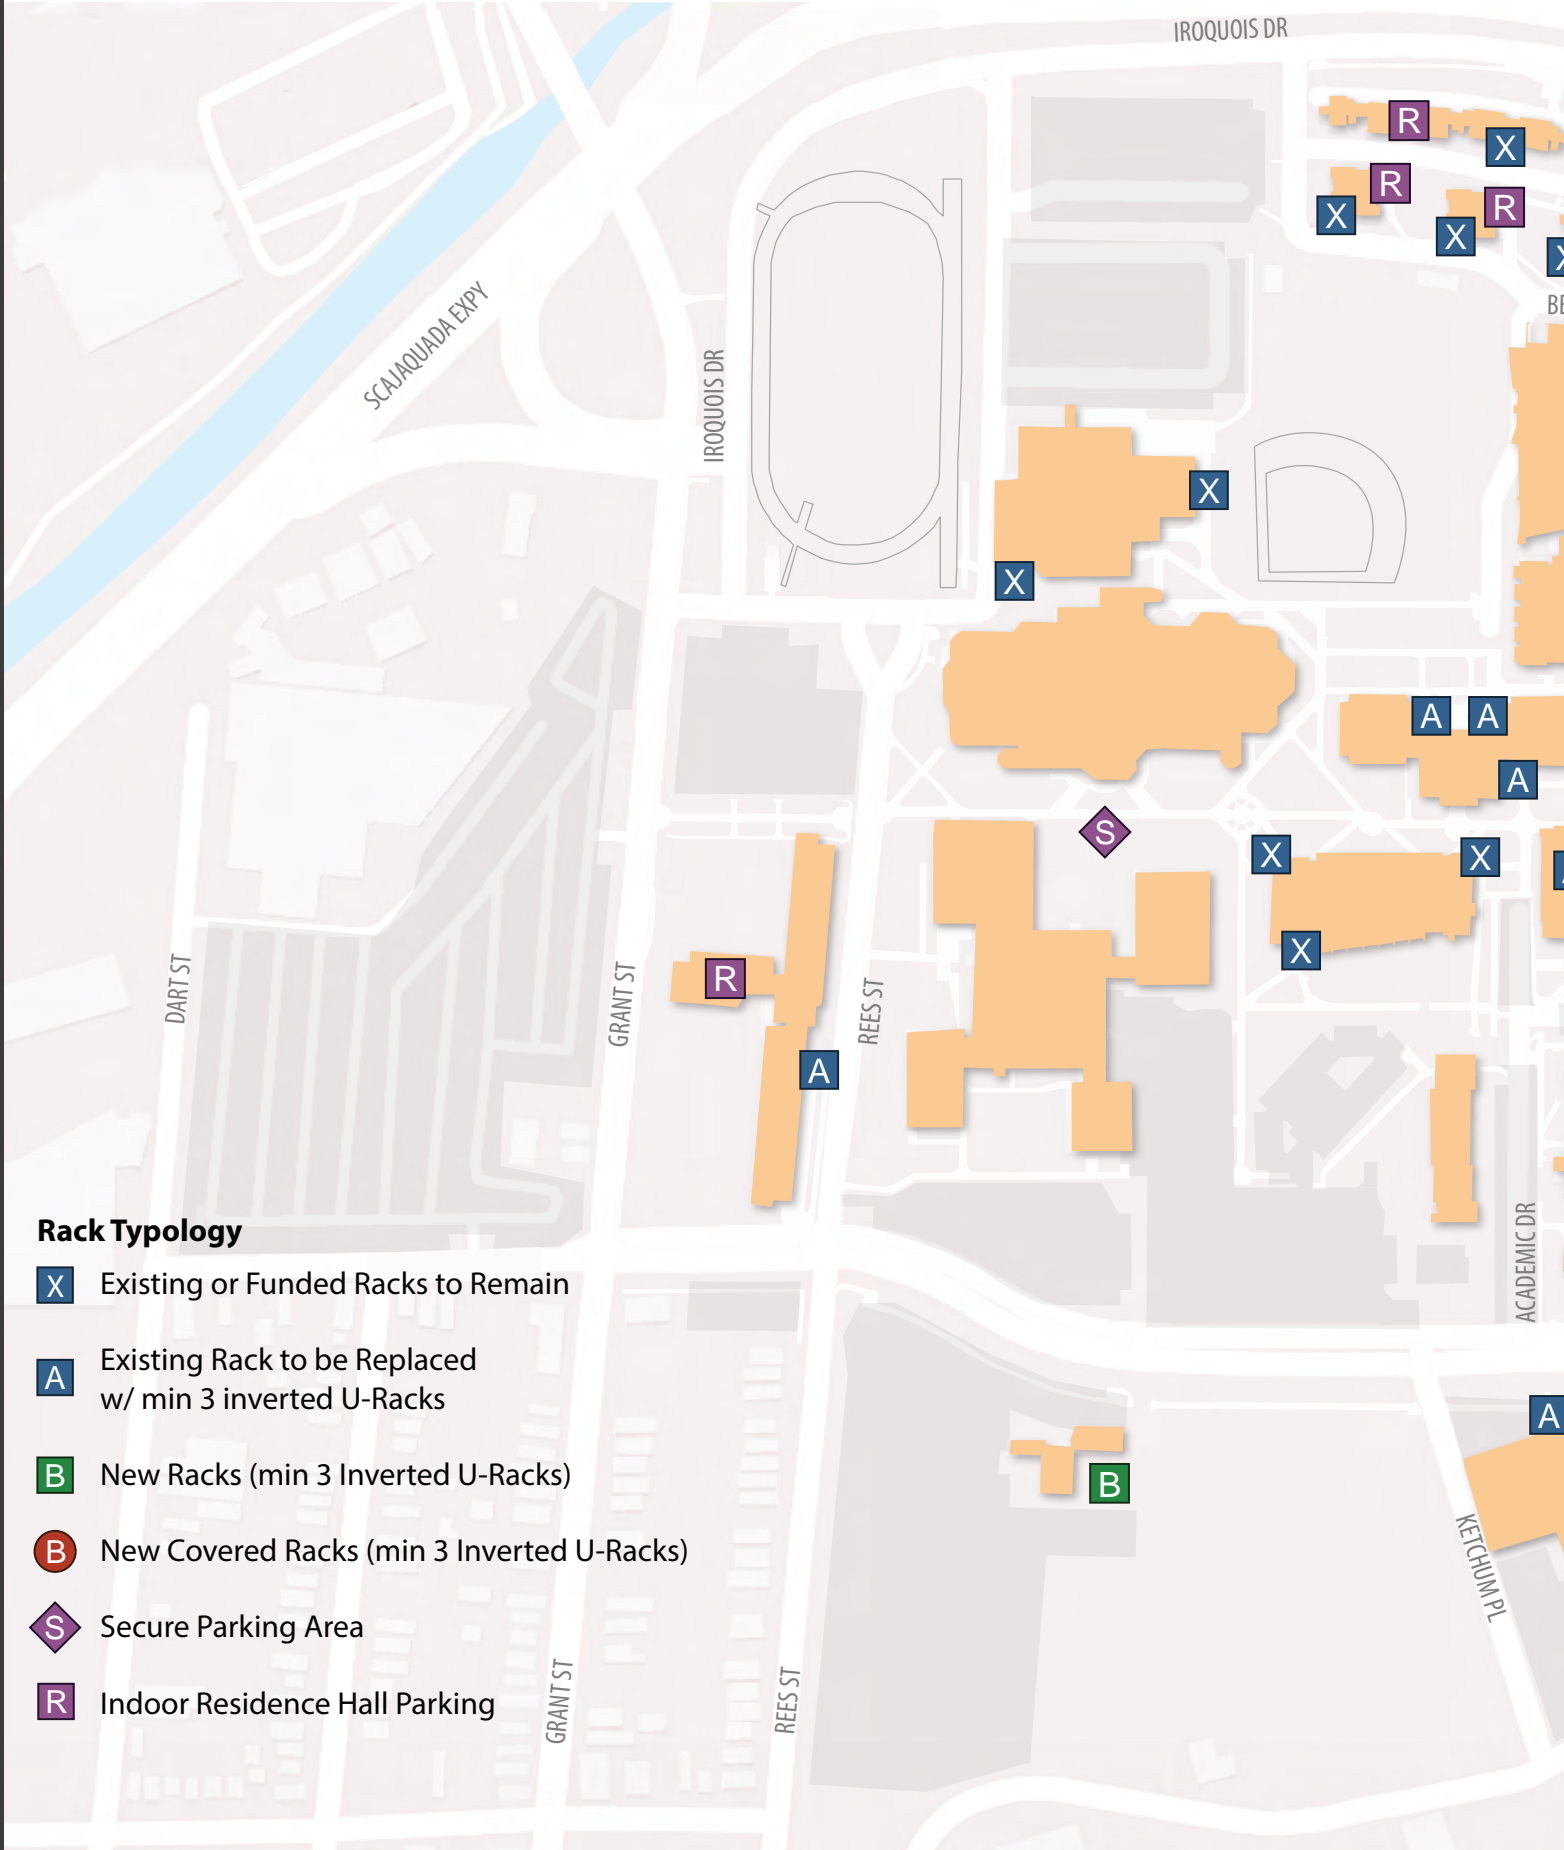 IROQUOIS DR
R
X
R
X
R
X
X
BE
SCAJAQUADA EXPY
IROQUOIS DR
X
X
A
A
A
S
X
X
A
X
DART ST
GRANT ST
R
REES ST
A
ACADEMIC DR
Rack Typology
X Existing or Funded Racks to Remain
A Existing Rack to be Replaced
w/ min 3 inverted U-Racks
A
B New Racks (min 3 Inverted U-Racks)
B
B New Covered Racks (min 3 Inverted U-Racks)
KETCHUM PL
S Secure Parking Area
R Indoor Residence Hall Parking
GRANT ST
REES ST